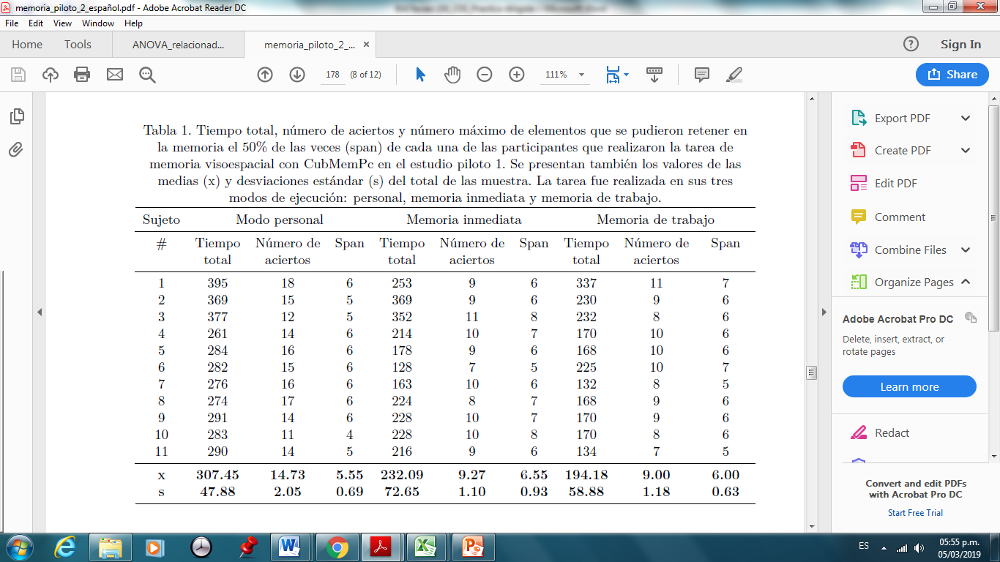 memoria_piloto_2_español.pdf - Adobe Acrobat Reader DC
File Edit View Window Help
Home Tools ANOVA_relacionad... memoria_piloto_2_... × ? Sign In
178 (8 of 12) 111% Share
Tabla 1. Tiempo total, número de aciertos y número máximo de elementos que se pudieron retener en
la memoria el 50% de las veces (span) de cada una de las participantes que realizaron la tarea de
memoria visoespacial con CubMemPc en el estudio piloto 1. Se presentan también los valores de las
medias (x) y desviaciones estándar (s) del total de las muestra. La tarea fue realizada en sus tres
modos de ejecución: personal, memoria inmediata y memoria de trabajo.
Sujeto Modo personal Memoria inmediata Memoria de trabajo
# Tiempo Número de Span Tiempo Número de Span Tiempo Número de Span
total aciertos total aciertos total aciertos
1 395 18 6 253 9 6 337 11 7
2 369 15 5 369 9 6 230 9 6
3 377 12 5 352 11 8 232 8 6
4 261 14 6 214 10 7 170 10 6
5 284 16 6 178 9 6 168 10 6
6 282 15 6 128 7 5 225 10 7
7 276 16 6 163 10 6 132 8 5
8 274 17 6 224 8 7 168 9 6
9 291 14 6 228 10 7 170 9 6
10 283 11 4 228 10 8 170 8 6
11 290 14 5 216 9 6 134 7 5
x 307.45 14.73 5.55 232.09 9.27 6.55 194.18 9.00 6.00
s 47.88 2.05 0.69 72.65 1.10 0.93 58.88 1.18 0.63
Export PDF
Create PDF
Edit PDF
Comment
Combine Files
Organize Pages
Adobe Acrobat Pro DC
Delete, insert, extract, or
rotate pages
Learn more
Redact
Convert and edit PDFs
with Acrobat Pro DC
Start Free Trial
ES 05:55 p.m.
05/03/2019